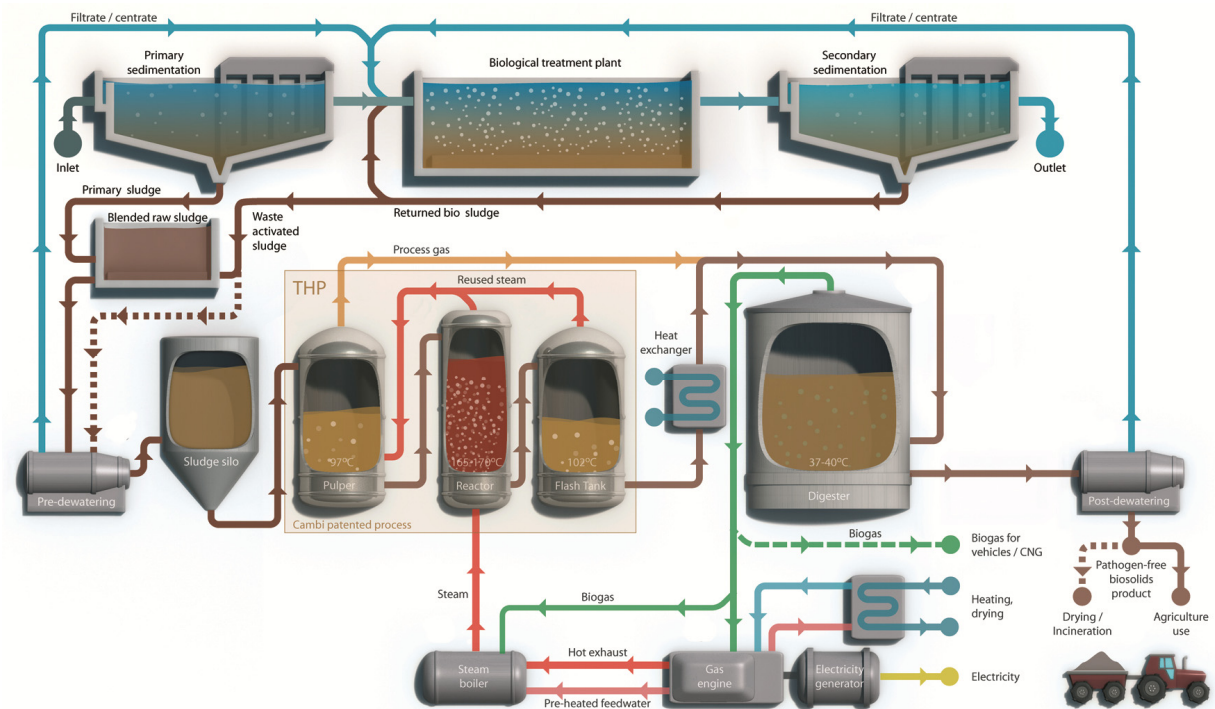 Filtrate / centrate
Filtrate / centrate
Primary
sedimentation
Biological treatment plant
Secondary
sedimentation
Inlet
Outlet
Primary sludge
Blended raw sludge
Waste
activated
sludge
Returned bio sludge
Process gas
THP
Reused steam
Heat
exchanger
Sludge silo
97°C
Pulper
165-170°C
Reactor
102°C
Flash Tank
37-40°C
Digester
Pre-dewatering
Post-dewatering
Cambi patented process
Biogas
Biogas for
vehicles / CNG
Pathogen-free
biosolids
product
Steam
Biogas
Heating,
drying
Drying /
Incineration
Agriculture
use
Hot exhaust
Steam
boiler
Gas
engine
Electricity
generator
Electricity
Pre-heated feedwater